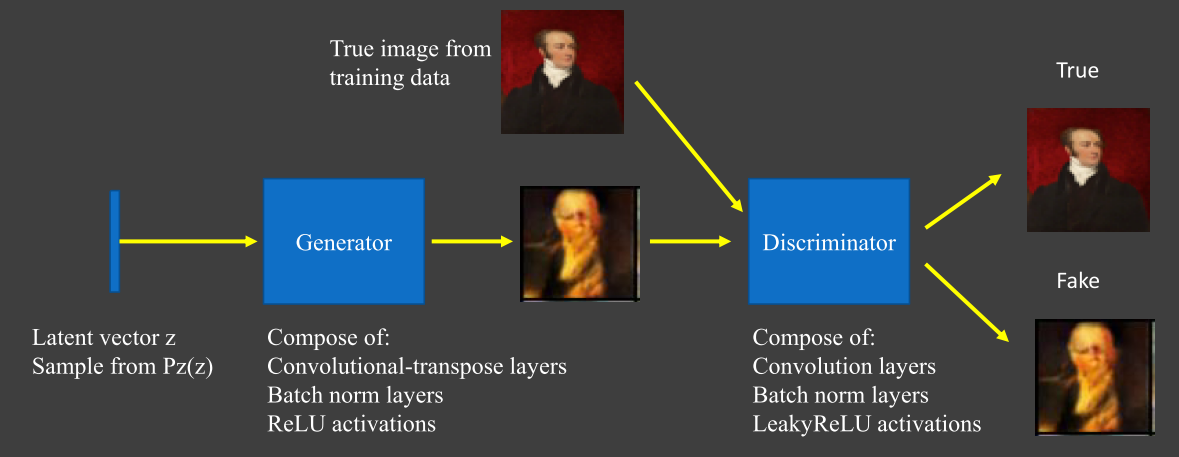 True image from
training data
True
Generator
Discriminator
Fake
Latent vector z
Sample from Pz(z)
Compose of:
Convolutional-transpose layers
Batch norm layers
ReLU activations
Compose of:
Convolution layers
Batch norm layers
LeakyReLU activations